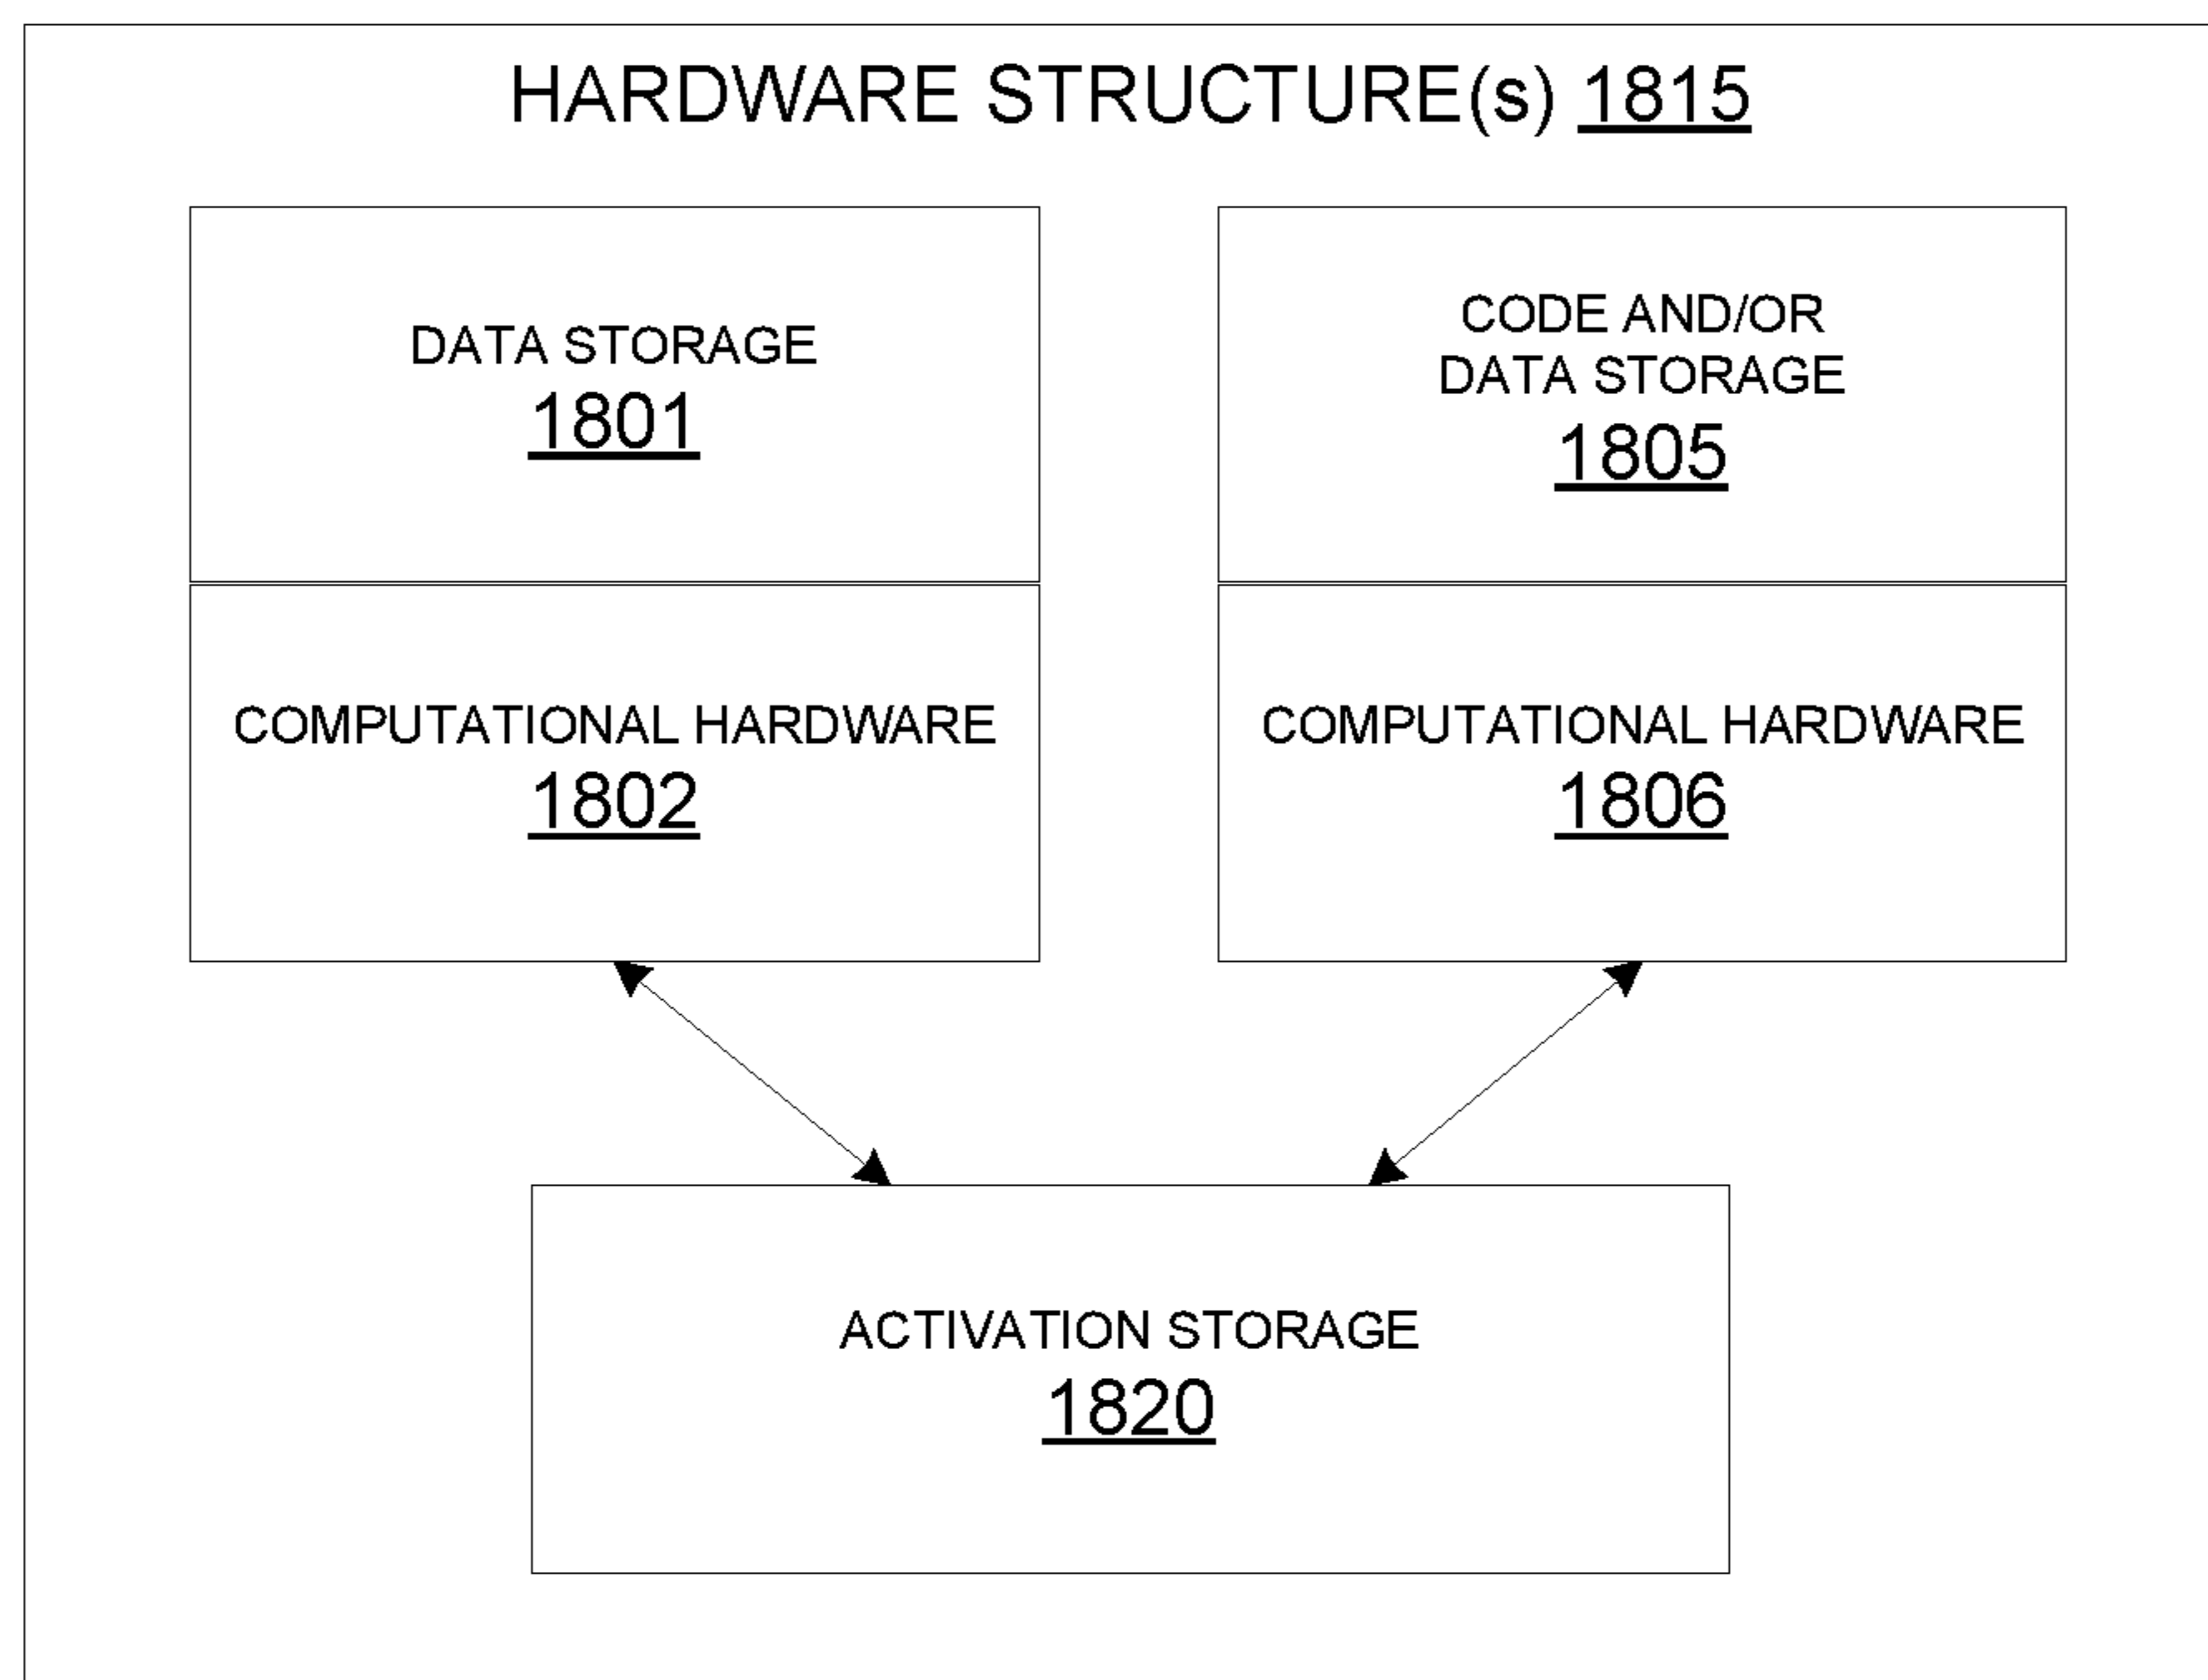 HARDWARE STRUCTURE(s) 1815
DATA STORAGE
1801
CODE AND/OR
DATA STORAGE
1805
COMPUTATIONAL HARDWARE
1802
COMPUTATIONAL HARDWARE
1806
ACTIVATION STORAGE
1820